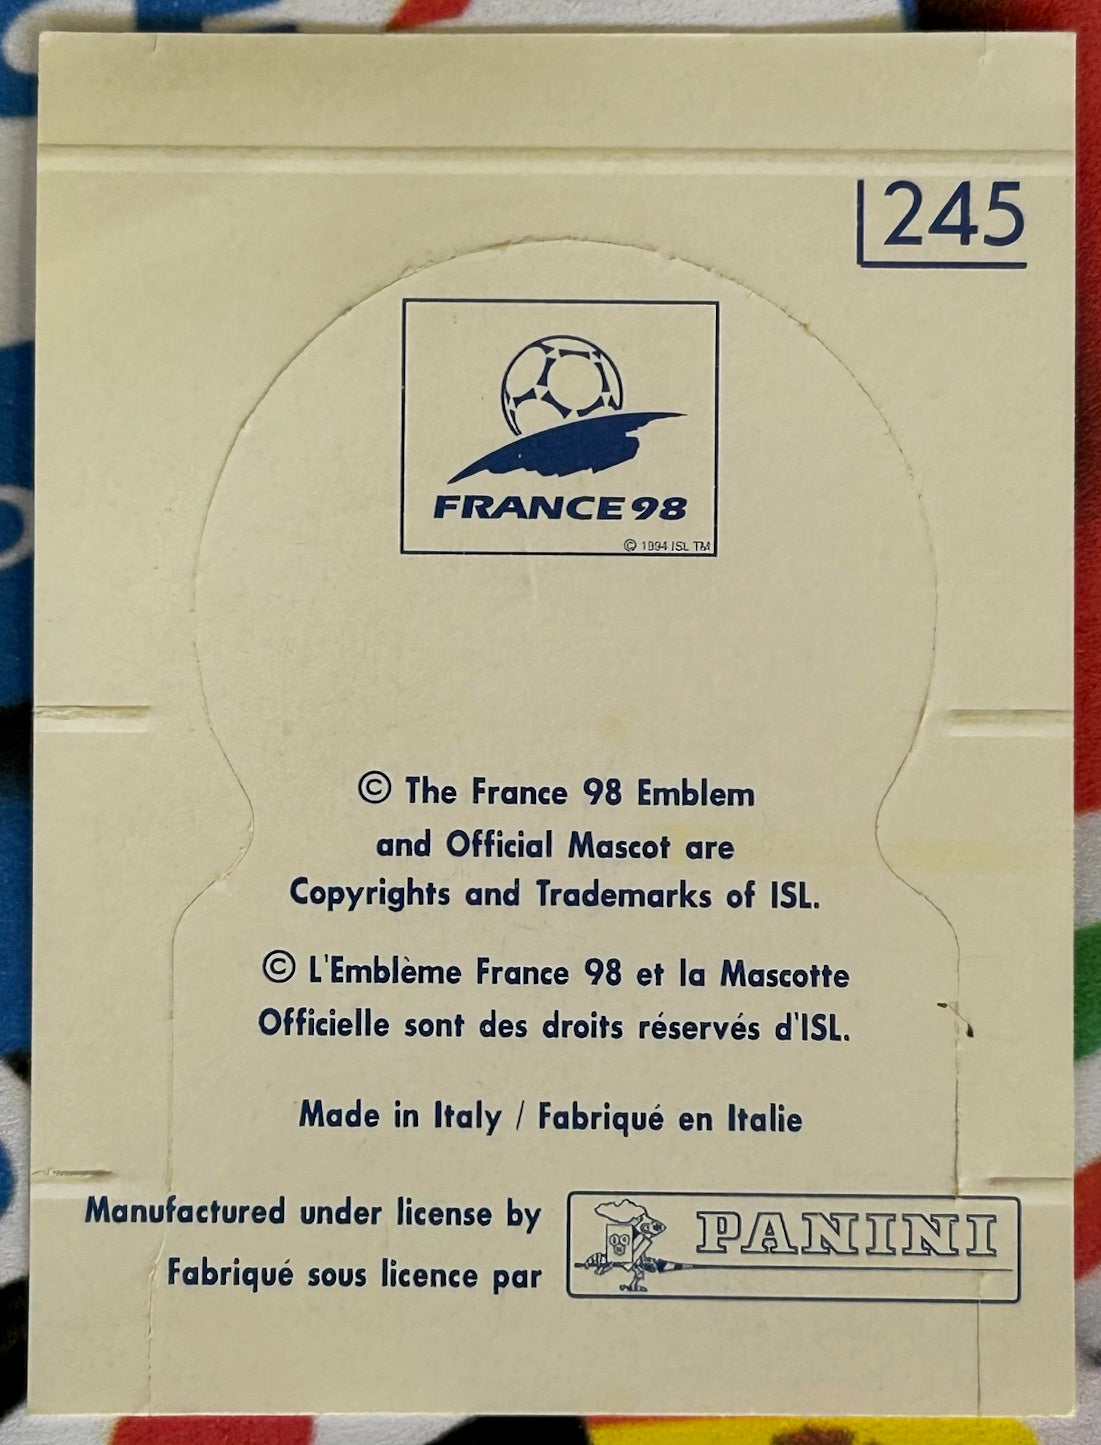 245
FRANCE 98
© 1994 ISL TM
© The France 98 Emblem
and Official Mascot are
Copyrights and Trademarks of ISL.
© L'Emblème France 98 et la Mascotte
Officielle sont des droits réservés d'ISL.
Made in Italy / Fabriqué en Italie
Manufactured under license by
Fabriqué sous licence par
PANINI